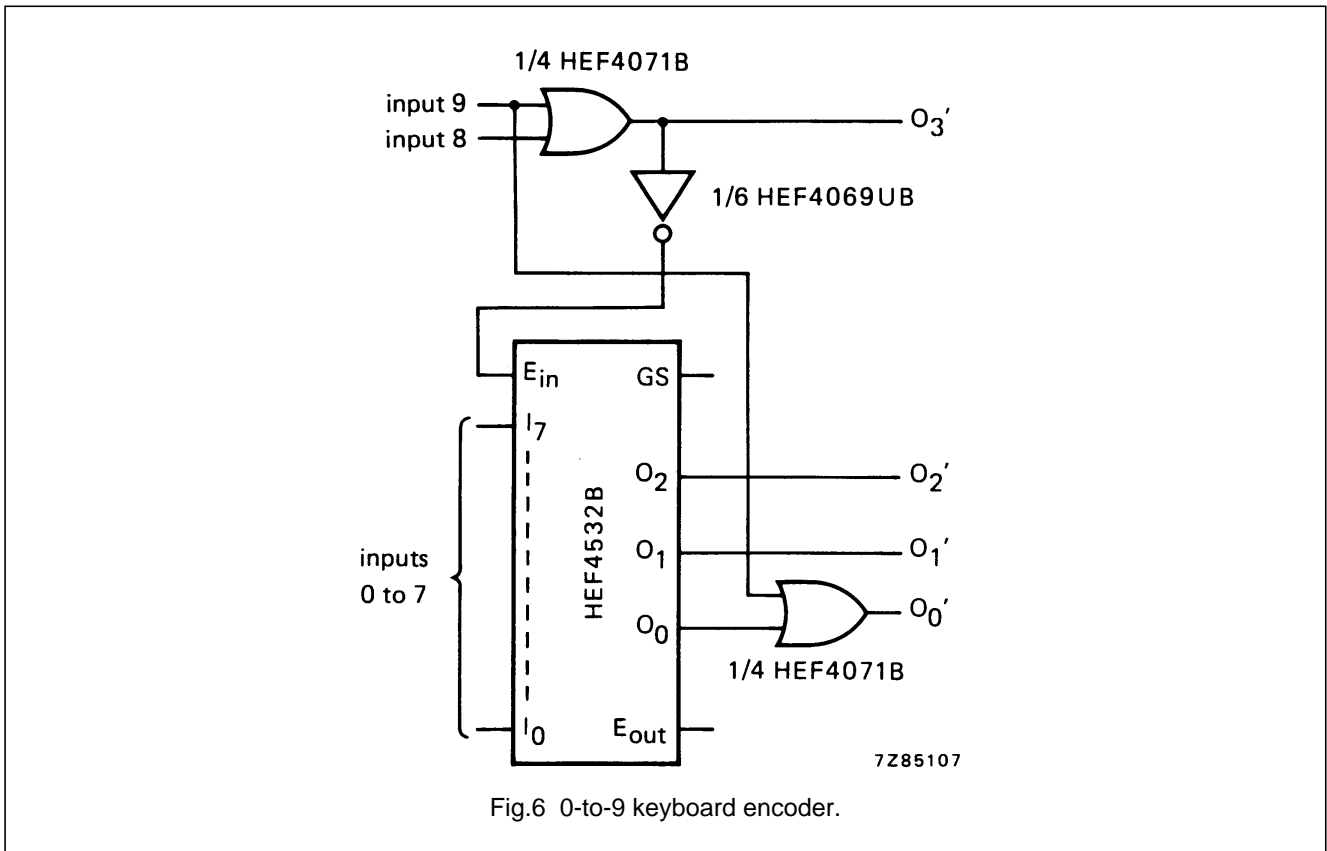 1/4 HEF4071B
input 9
input 8
O3'
1/6 HEF4069UB
Ein
GS
I7
O2
O2'
HEF4532B
inputs
0 to 7
O1
O1'
O0
O0'
1/4 HEF4071B
I0
Eout
7Z85107
Fig.6 0-to-9 keyboard encoder.